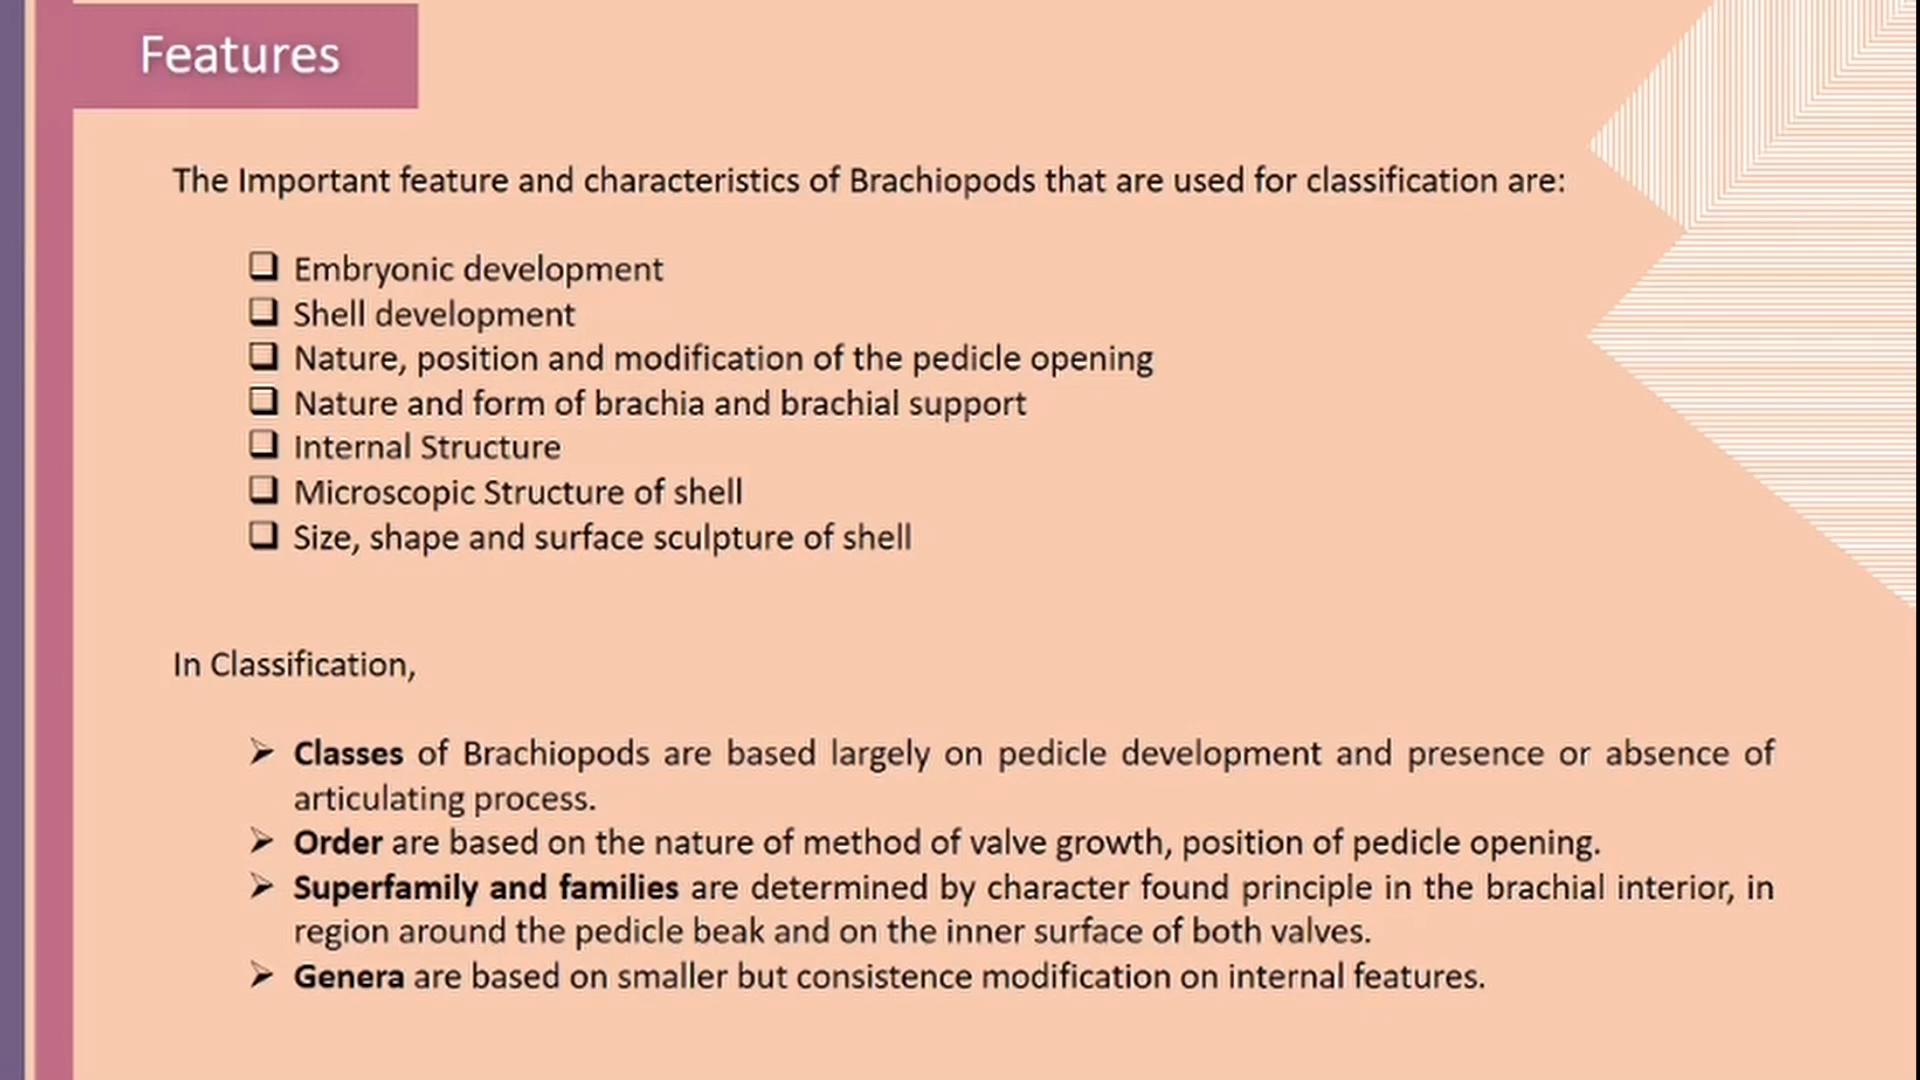 Features
The Important feature and characteristics of Brachiopods that are used for classification are:
Embryonic development
Shell development
Nature, position and modification of the pedicle opening
Nature and form of brachia and brachial support
Internal Structure
Microscopic Structure of shell
Size, shape and surface sculpture of shell
In Classification,
Classes of Brachiopods are based largely on pedicle development and presence or absence of
articulating process.
Order are based on the nature of method of valve growth, position of pedicle opening.
Superfamily and families are determined by character found principle in the brachial interior, in
region around the pedicle beak and on the inner surface of both valves.
Genera are based on smaller but consistence modification on internal features.